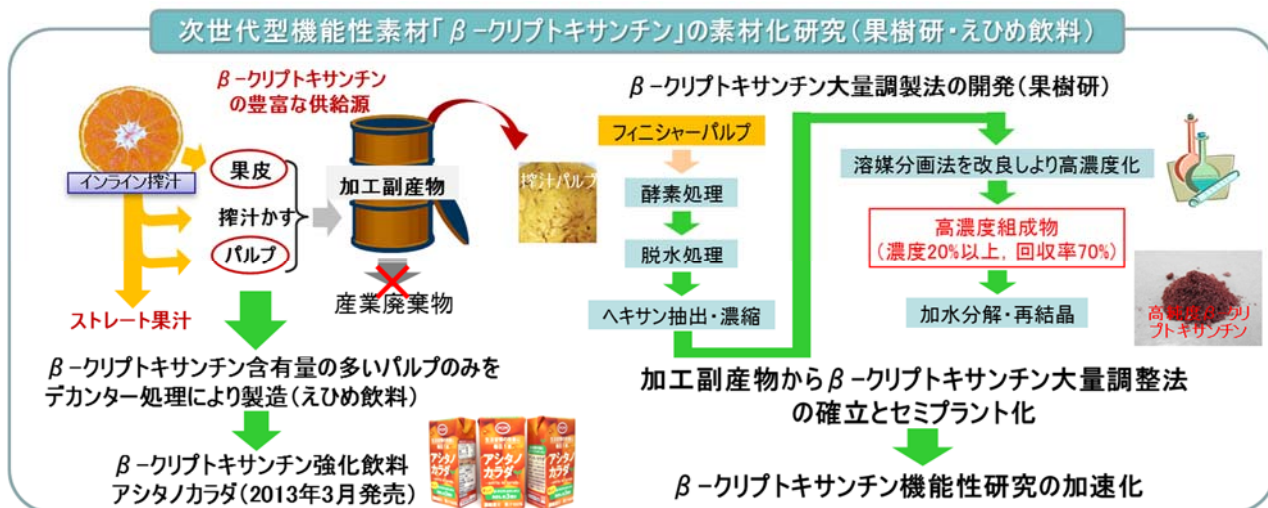 次世代型機能性素材「β-クリプトキサンチン」の素材化研究(果樹研・えひめ飲料)
β-クリプトキサンチン
の豊富な供給源
インライン搾汁
果皮
搾汁かす
パルプ
加工副産物
搾汁パルプ
産業廃棄物
ストレート果汁
β-クリプトキサンチン含有量の多いパルプのみを
デカンター処理により製造(えひめ飲料)
β-クリプトキサンチン強化飲料
アシタノカラダ(2013年3月発売)
アシタノ
カラダ
アシタノ
カラダ
β-クリプトキサンチン大量調製法の開発(果樹研)
フィニシャーパルプ
酵素処理
脱水処理
ヘキサン抽出・濃縮
溶媒分画法を改良しより高濃度化
高濃度組成物
(濃度20%以上, 回収率70%)
加水分解・再結晶
高純度β-クリ
プトキサンチン
加工副産物からβ-クリプトキサンチン大量調整法
の確立とセミプラント化
β-クリプトキサンチン機能性研究の加速化